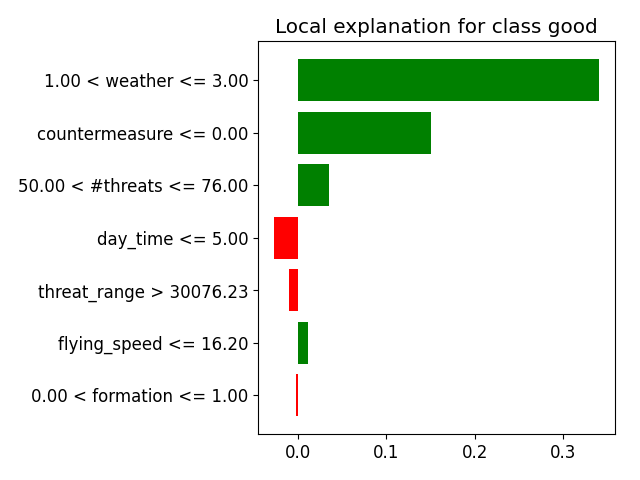 Local explanation for class good
1.00 < weather <= 3.00
countermeasure <= 0.00
50.00 < #threats <= 76.00
day_time <= 5.00
threat_range > 30076.23
flying_speed <= 16.20
0.00 < formation <= 1.00
0.0 0.1 0.2 0.3